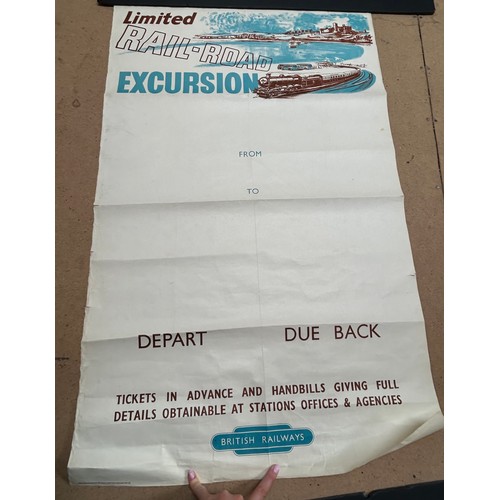 Limited
RAIL-ROAD
EXCURSION
FROM
TO
DEPART DUE BACK
TICKETS IN ADVANCE AND HANDBILLS GIVING FULL
DETAILS OBTAINABLE AT STATIONS OFFICES & AGENCIES
BRITISH RAILWAYS